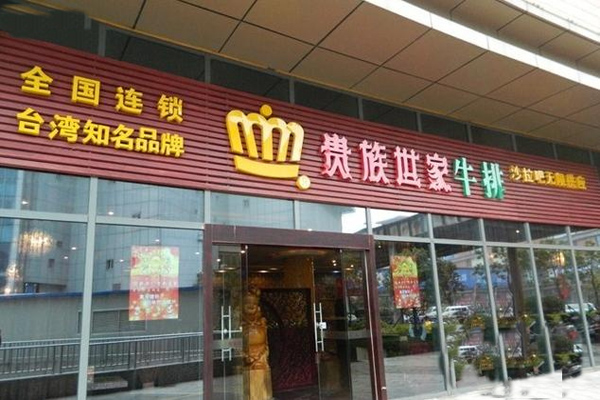 全国连锁
台湾知名品牌
贵族世家牛排
沙拉吧无限供应